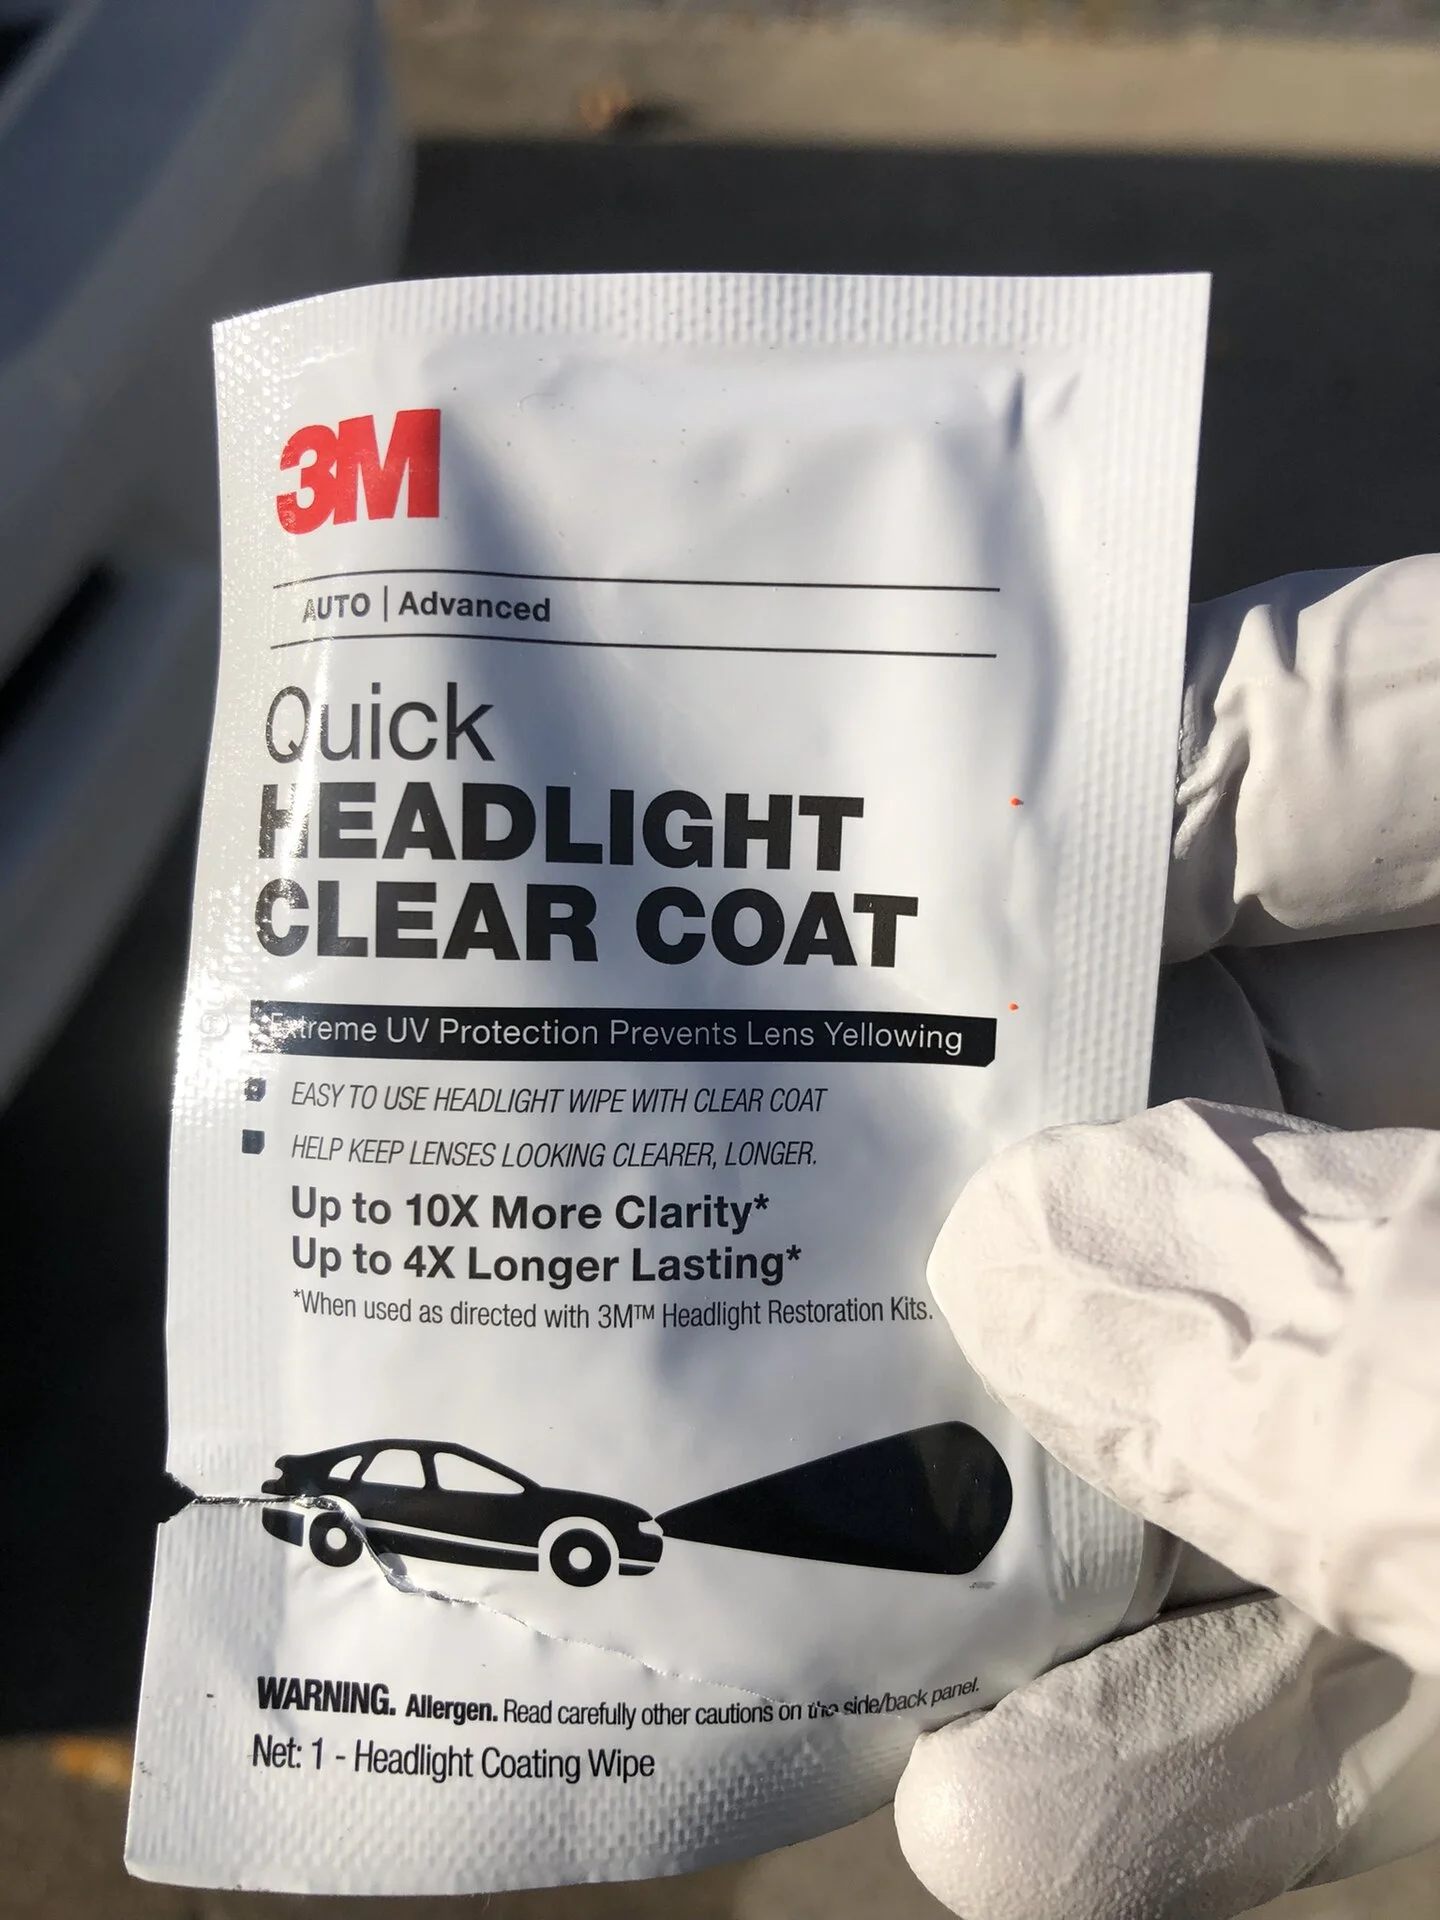 3M
AUTO | Advanced
Quick
HEADLIGHT
CLEAR COAT
Extreme UV Protection Prevents Lens Yellowing
EASY TO USE HEADLIGHT WIPE WITH CLEAR COAT
HELP KEEP LENSES LOOKING CLEARER, LONGER.
Up to 10X More Clarity*
Up to 4X Longer Lasting*
*When used as directed with 3M™ Headlight Restoration Kits.
WARNING. Allergen. Read carefully other cautions on the side/back panel.
Net: 1 - Headlight Coating Wipe